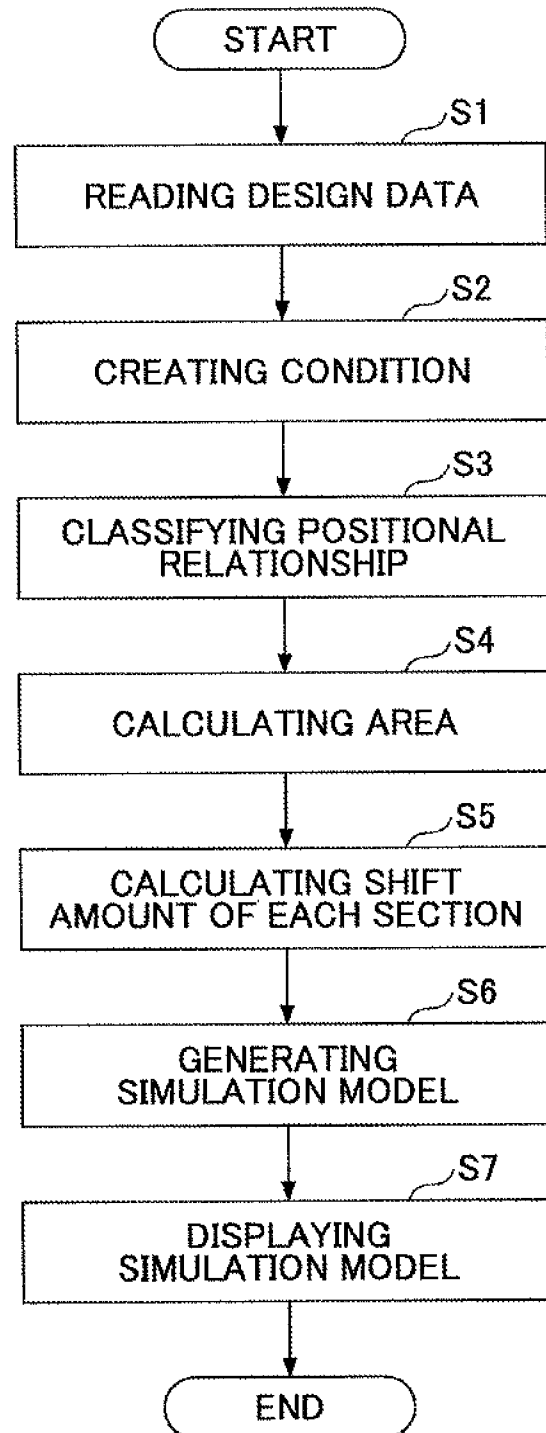 START
S1
READING DESIGN DATA
S2
CREATING CONDITION
S3
CLASSIFYING POSITIONAL
RELATIONSHIP
S4
CALCULATING AREA
S5
CALCULATING SHIFT
AMOUNT OF EACH SECTION
S6
GENERATING
SIMULATION MODEL
S7
DISPLAYING
SIMULATION MODEL
END